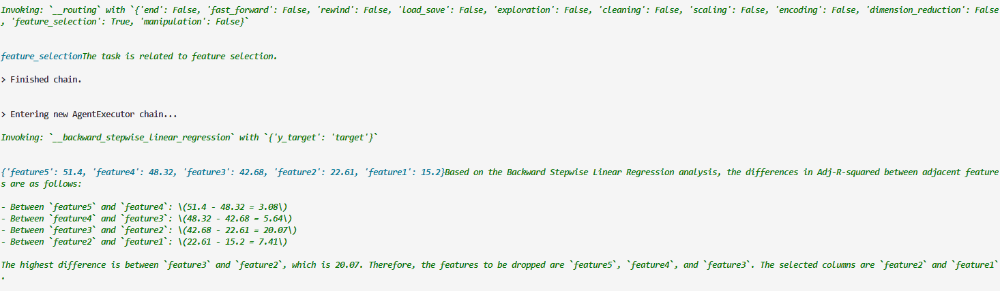 Invoking: `__routing` with `{'end': False, 'fast_forward': False, 'rewind': False, 'load_save': False, 'exploration': False, 'cleaning': False, 'scaling': False, 'encoding': False, 'dimension_reduction': False
, 'feature_selection': True, 'manipulation': False}`
feature_selectionThe task is related to feature selection.
> Finished chain.
> Entering new AgentExecutor chain...
Invoking: `__backward_stepwise_linear_regression` with `{'y_target': 'target'}`
{'feature5': 51.4, 'feature4': 48.32, 'feature3': 42.68, 'feature2': 22.61, 'feature1': 15.2}Based on the Backward Stepwise Linear Regression analysis, the differences in Adj-R-squared between adjacent feature
s are as follows:
- Between `feature5` and `feature4`: \(51.4 - 48.32 = 3.08\)
- Between `feature4` and `feature3`: \(48.32 - 42.68 = 5.64\)
- Between `feature3` and `feature2`: \(42.68 - 22.61 = 20.07\)
- Between `feature2` and `feature1`: \(22.61 - 15.2 = 7.41\)
The highest difference is between `feature3` and `feature2`, which is 20.07. Therefore, the features to be dropped are `feature5`, `feature4`, and `feature3`. The selected columns are `feature2` and `feature1`
.